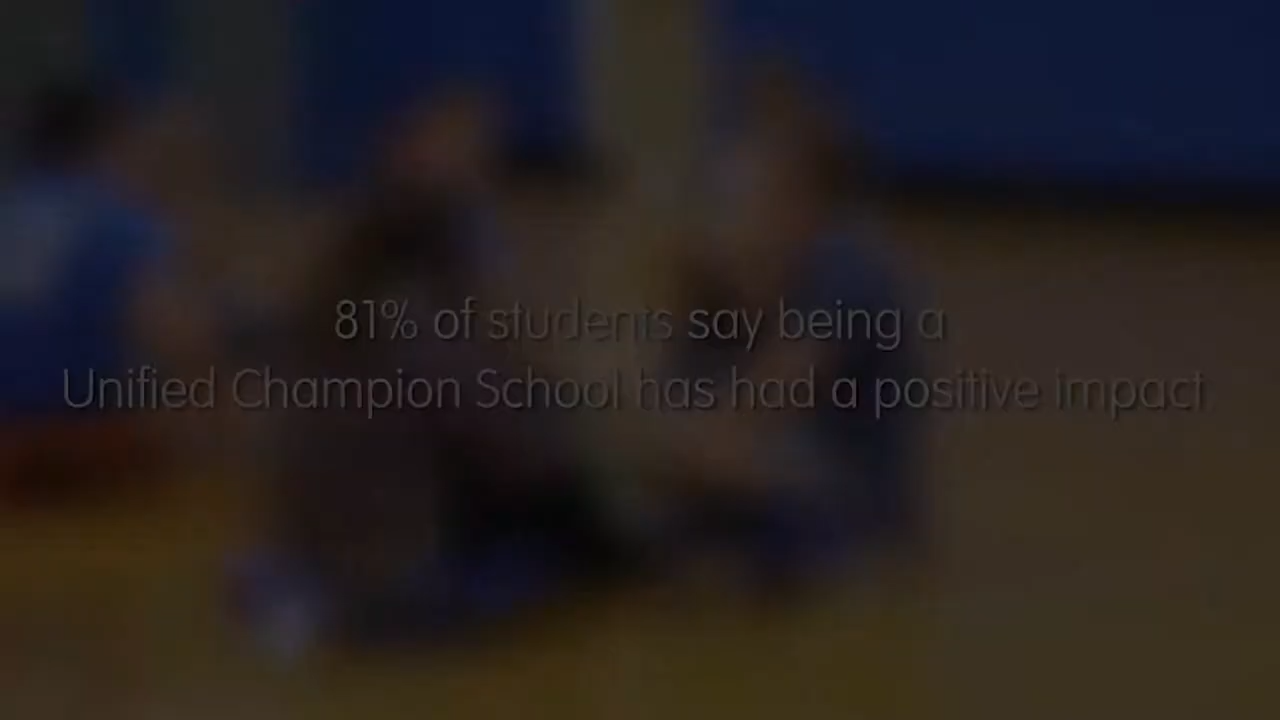 81% of students say being a
Unified Champion School has had a positive impact